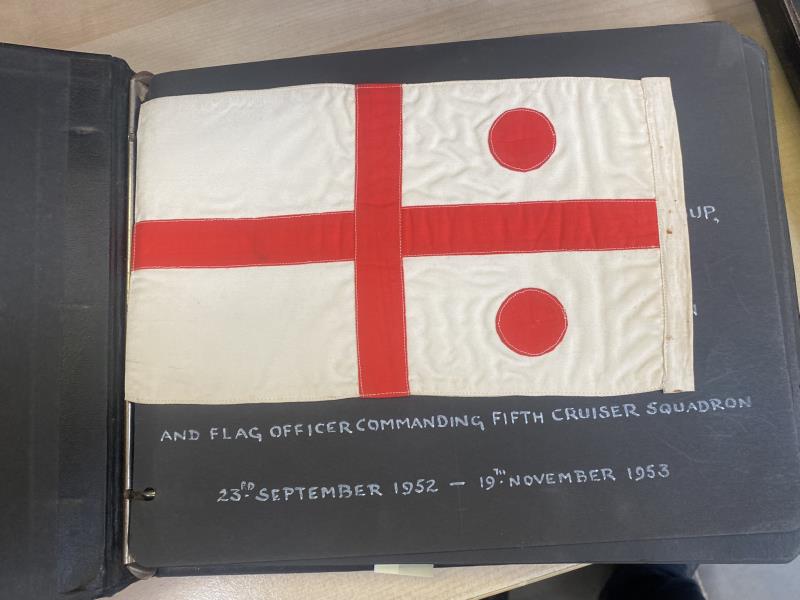 UP,
AND FLAG OFFICER COMMANDING FIFTH CRUISER SQUADRON
23RD SEPTEMBER 1952 — 19TH NOVEMBER 1953